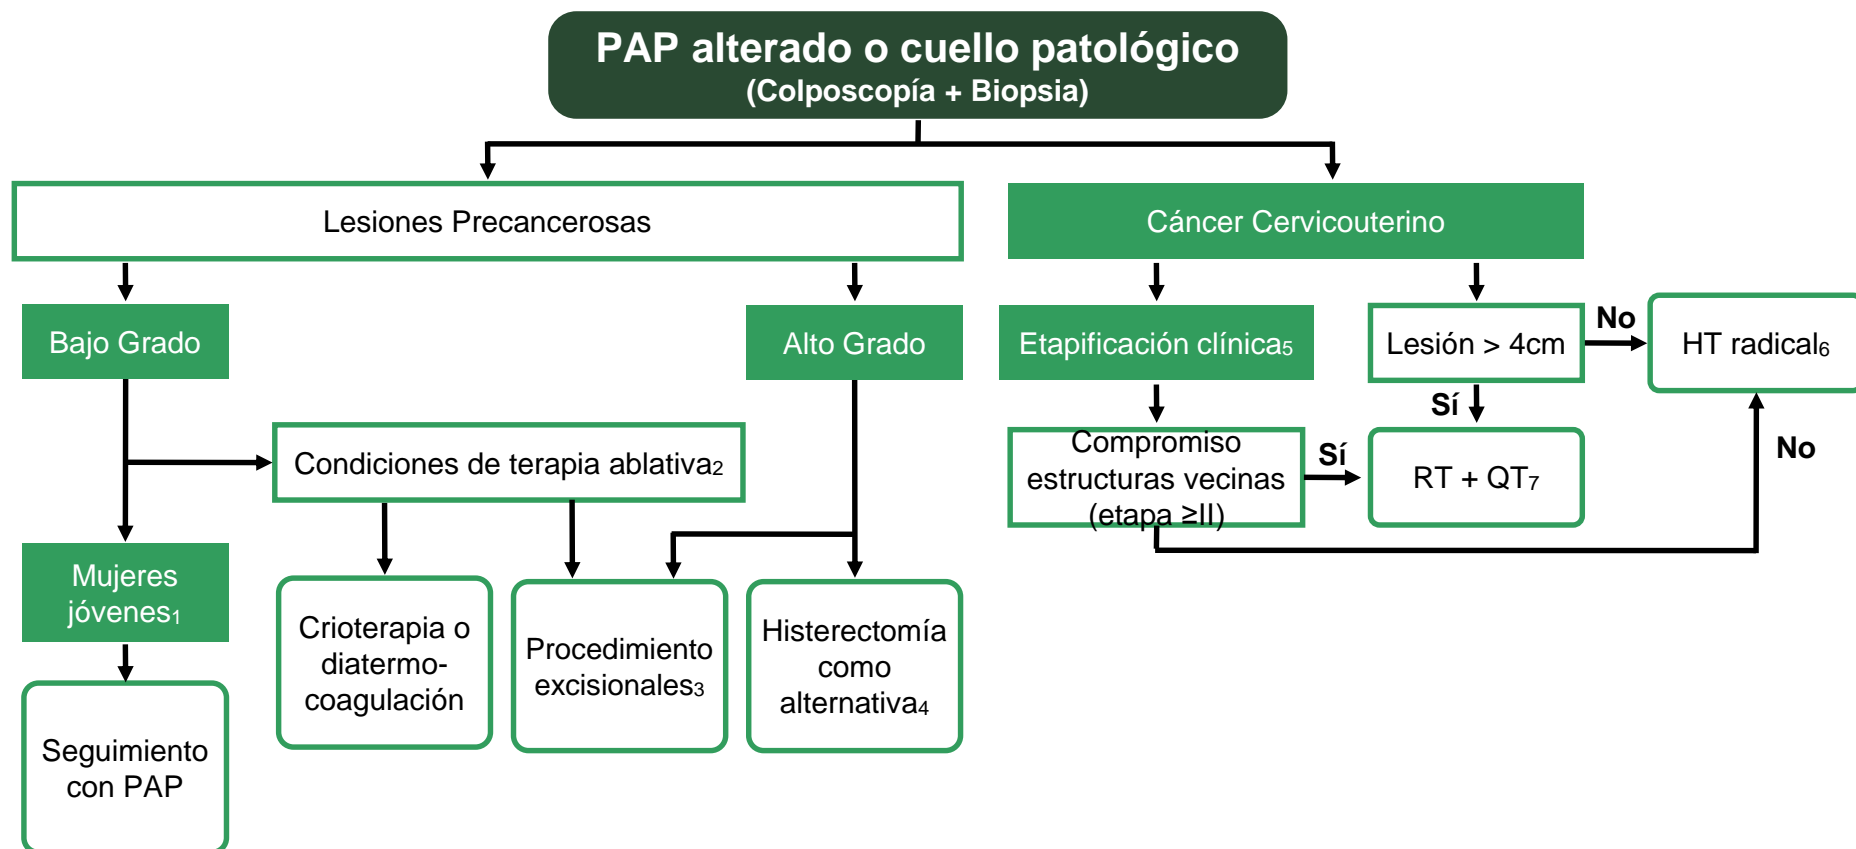 PAP alterado o cuello patológico
(Colposcopía + Biopsia)
Lesiones Precancerosas
Cáncer Cervicouterino
Bajo Grado
Alto Grado
Etapificación clínica5
Lesión > 4cm
No
HT radical6
Sí
Condiciones de terapia ablativa2
Compromiso
estructuras vecinas
(etapa ≥II)
Sí
RT + QT7
No
Mujeres
jóvenes1
Crioterapia o
diatermo-
coagulación
Procedimiento
excisionales3
Histerectomía
como
alternativa4
Seguimiento
con PAP